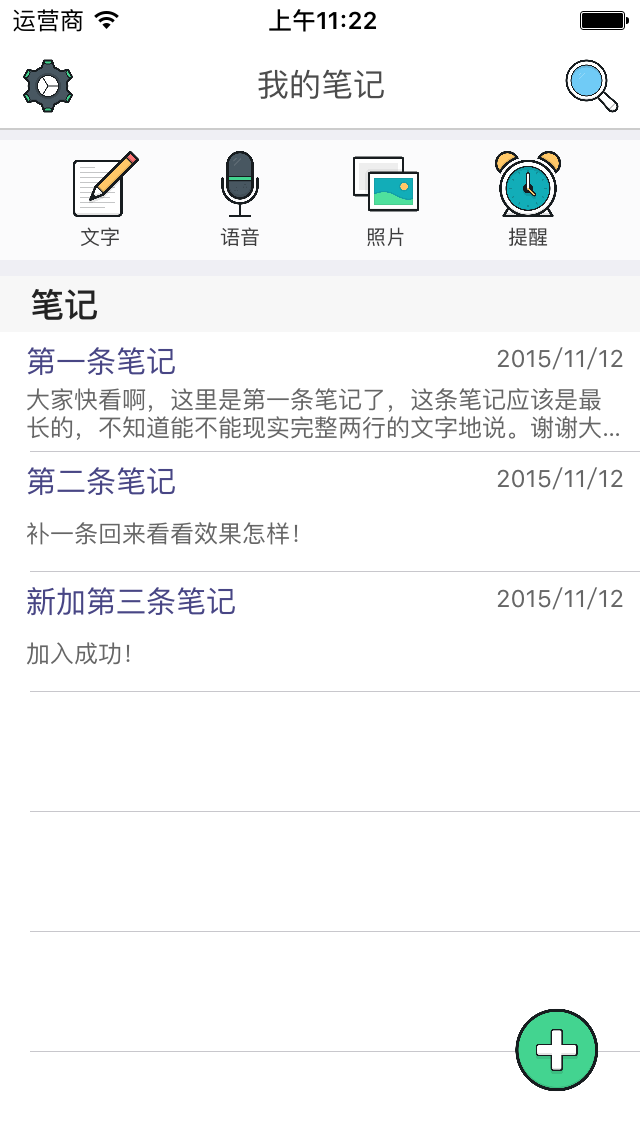 运营商
上午11:22
我的笔记
文字
语音
照片
提醒
笔记
第一条笔记
2015/11/12
大家快看啊，这里是第一条笔记了，这条笔记应该是最
长的，不知道能不能现实完整两行的文字地说。谢谢大...
第二条笔记
2015/11/12
补一条回来看看效果怎样！
新加第三条笔记
2015/11/12
加入成功！